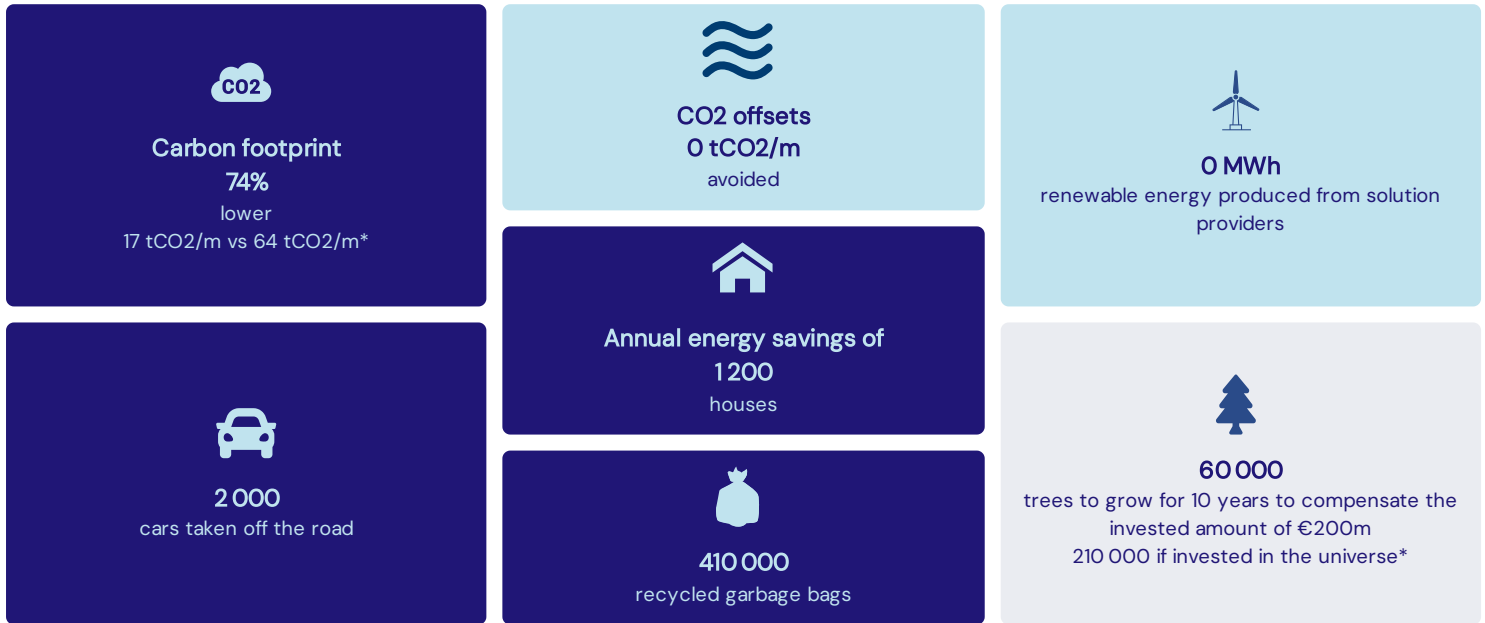 CO2
Carbon footprint
74%
lower
17 tCO2/m vs 64 tCO2/m*
2 000
cars taken off the road
CO2 offsets
0 tCO2/m
avoided
Annual energy savings of
1 200
houses
410 000
recycled garbage bags
0 MWh
renewable energy produced from solution
providers
60 000
trees to grow for 10 years to compensate the
invested amount of €200m
210 000 if invested in the universe*